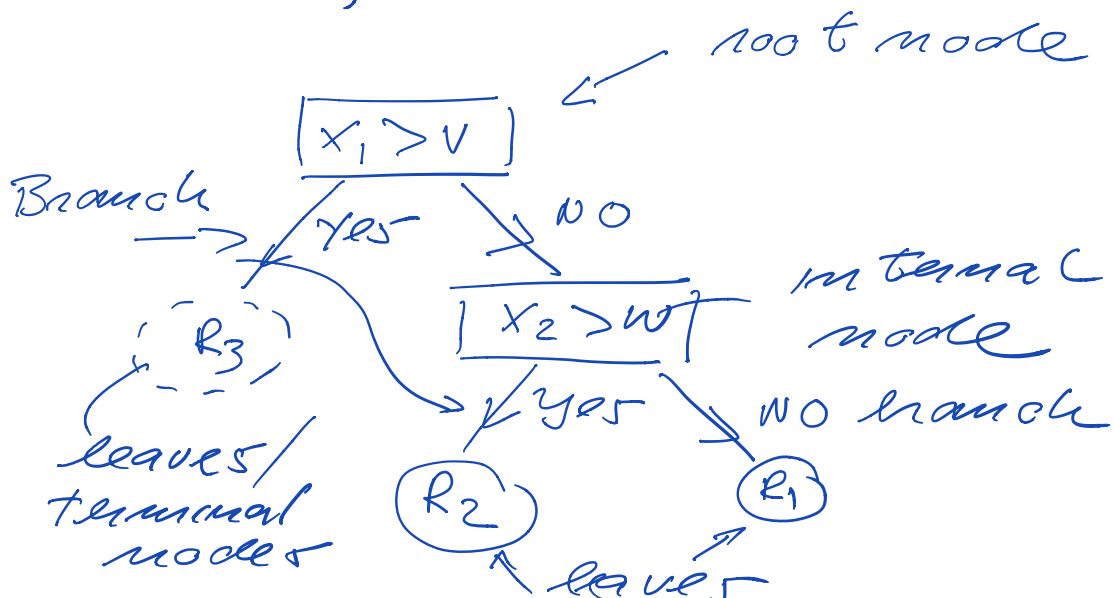 root node
x₁ > v
Branch
Yes
NO
internal
node
x₂ > w
R₃
Yes
NO branch
leaves/
terminal
nodes
R₂
R₁
leaves